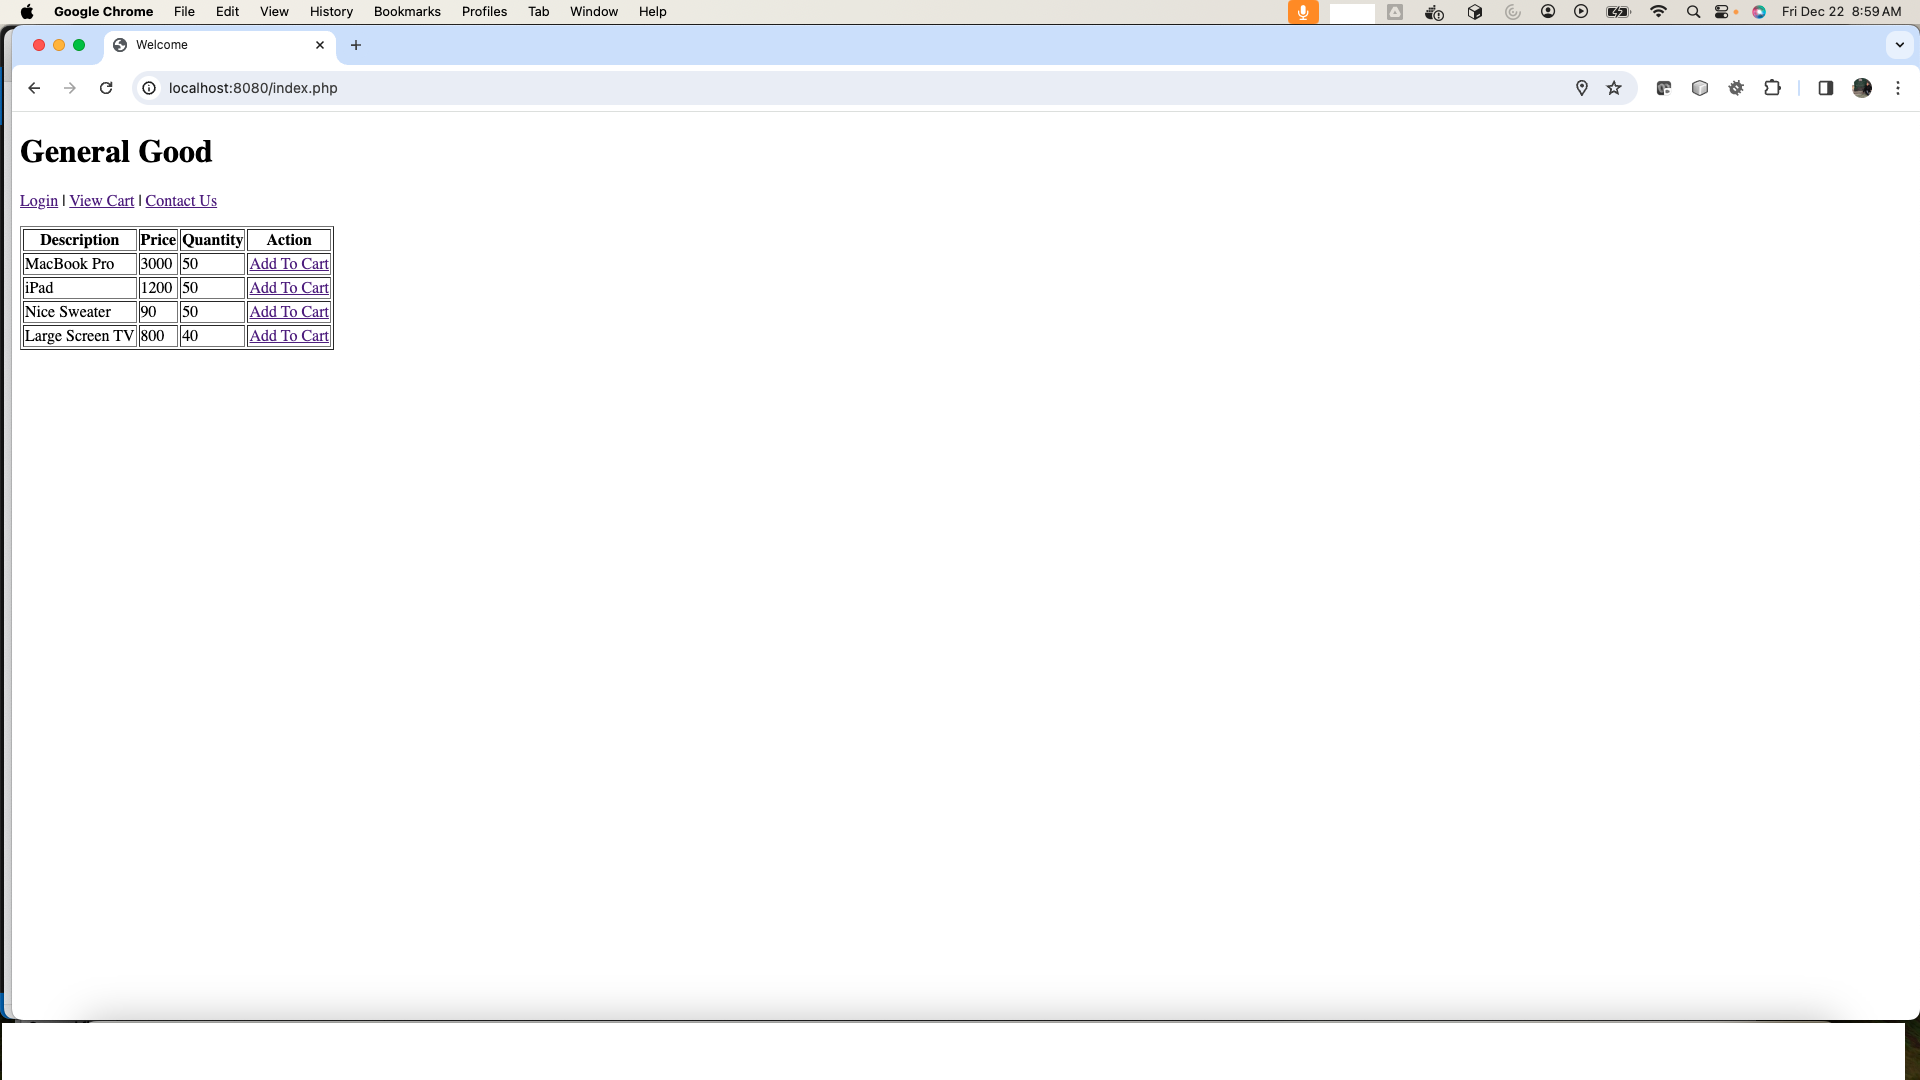 Google Chrome File Edit View History Bookmarks Profiles Tab Window Help Fri Dec 22 8:59 AM
Welcome
localhost:8080/index.php
General Good
Login | View Cart | Contact Us
Description Price Quantity Action
MacBook Pro 3000 50 Add To Cart
iPad 1200 50 Add To Cart
Nice Sweater 90 50 Add To Cart
Large Screen TV 800 40 Add To Cart